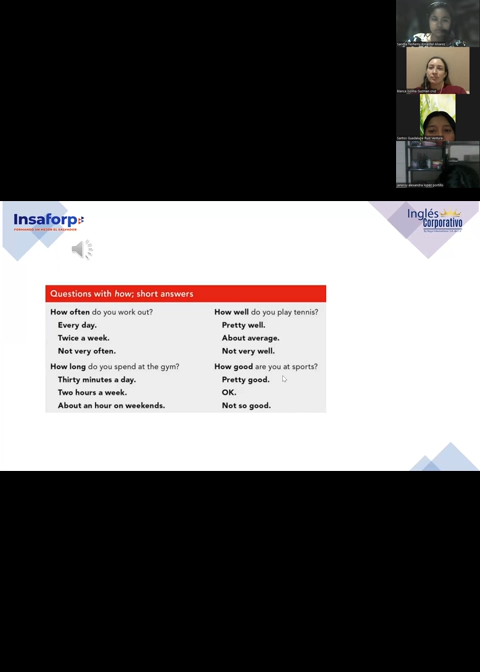 Insaforp
Inglés
Corporativo
Questions with how; short answers
How often do you work out?
Every day.
Twice a week.
Not very often.
How long do you spend at the gym?
Thirty minutes a day.
Two hours a week.
About an hour on weekends.
How well do you play tennis?
Pretty well.
About average.
Not very well.
How good are you at sports?
Pretty good.
OK.
Not so good.